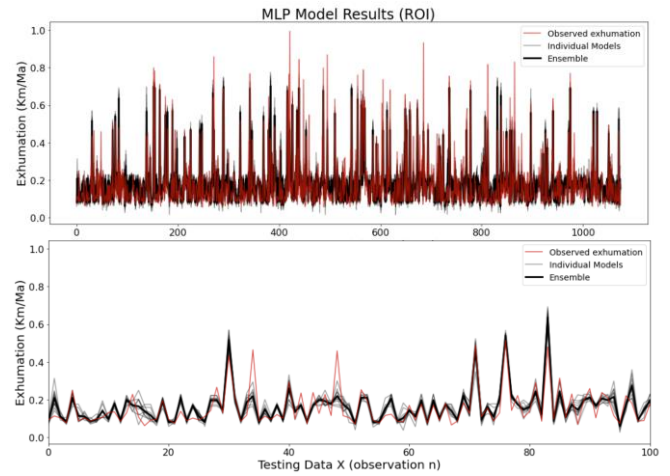 MLP Model Results (ROI)
Exhumation (Km/Ma)
1.0
0.8
0.6
0.4
0.2
0.0
Observed exhumation
Individual Models
Ensemble
0
200
400
600
800
1000
Exhumation (Km/Ma)
1.0
0.8
0.6
0.4
0.2
0.0
Observed exhumation
Individual Models
Ensemble
0
20
40
60
80
100
Testing Data X (observation n)